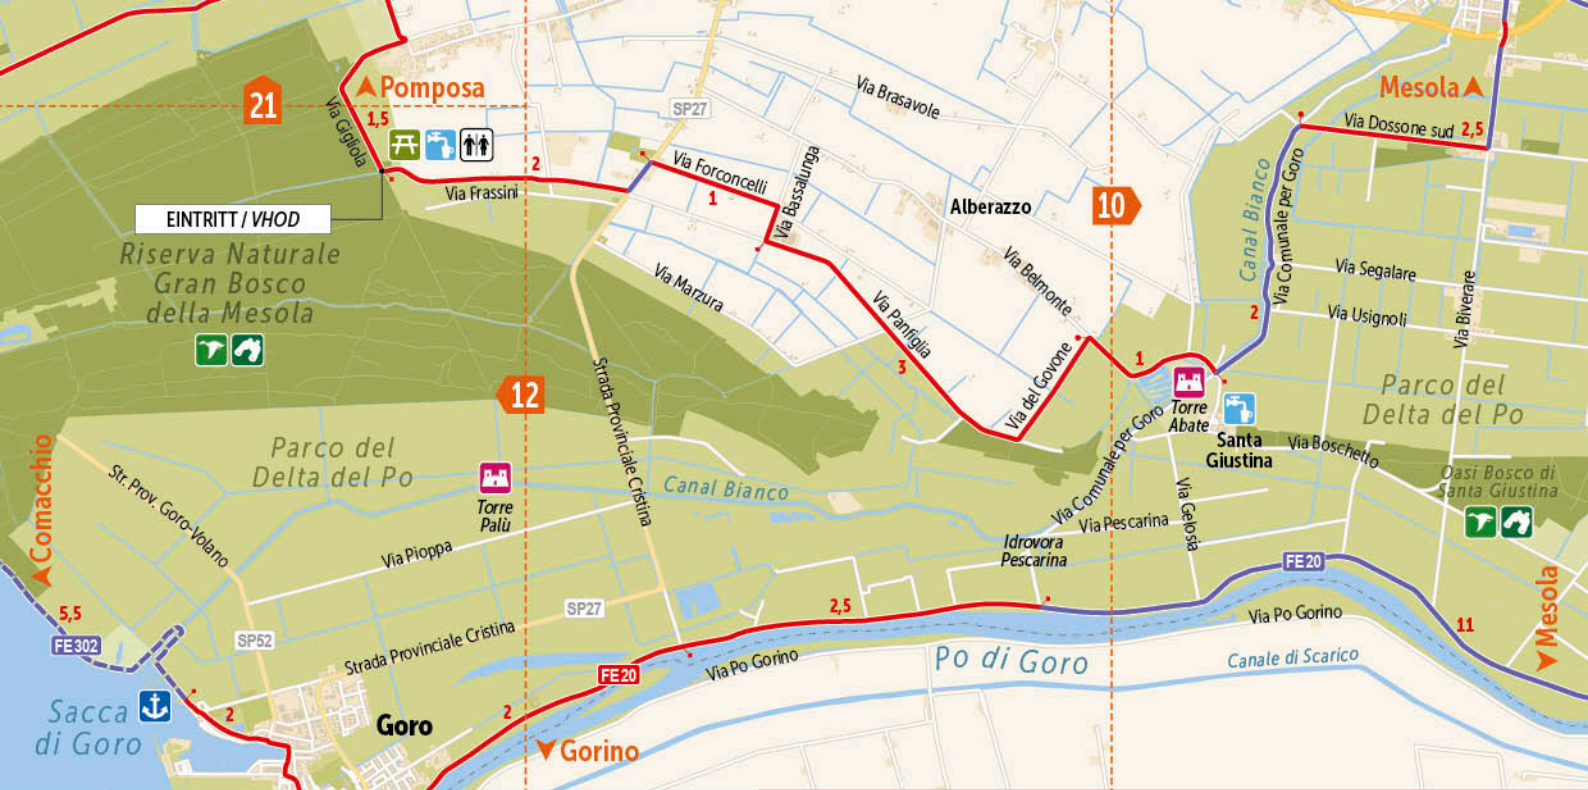 Mesola
Pomposa
21
1,5
Via Gigliola
SP27
Via Brasavole
Via Dossone sud
2,5
2
Via Frassini
Via Forconcelli
1
Via Bassalunga
Alberazzo
10
Canal Bianco
Via Comunale per Goro
EINTRITT / VHOD
Riserva Naturale
Gran Bosco
della Mesola
Via Marzura
Via Belmonte
Via Segalare
Via Usignoli
Via Biverare
2
Via Panfiglia
3
Via del Govone
1
12
Strada Provinciale Cristina
Torre
Abate
Santa
Giustina
Parco del
Delta del Po
Via Boschetto
Oasi Bosco di
Santa Giustina
Comacchio
Str. Prov. Goro-Volano
Parco del
Delta del Po
Torre
Palù
Canal Bianco
Via Comunale per Goro
Via Pescarina
Via Gelosia
Idrovora
Pescarina
Via Pioppa
5,5
FE302
SP52
SP27
Strada Provinciale Cristina
2,5
FE20
Via Po Gorino
11
Mesola
FE20
Via Po Gorino
Po di Goro
Canale di Scarico
Sacca
di Goro
2
Goro
2
Gorino